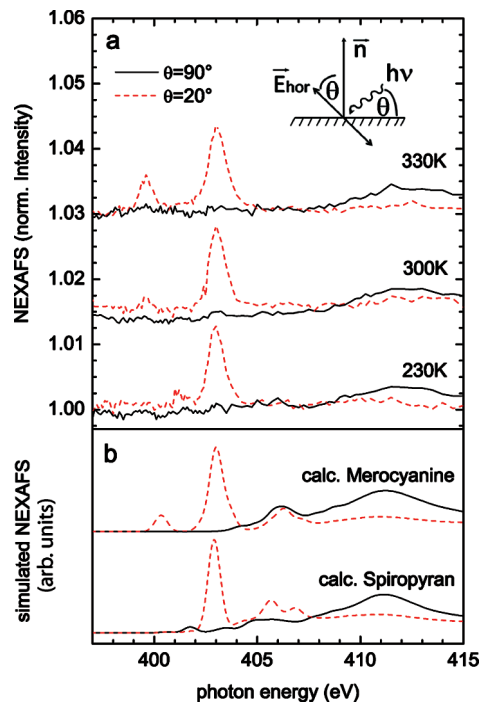 1.06
a
θ=90°
θ=20°
n
E hor
θ
hν
θ
1.05
1.04
330K
1.03
300K
1.02
1.01
230K
1.00
NEXAFS (norm. Intensity)
b
calc. Merocyanine
calc. Spiropyran
simulated NEXAFS
(arb. units)
400 405 410 415
photon energy (eV)